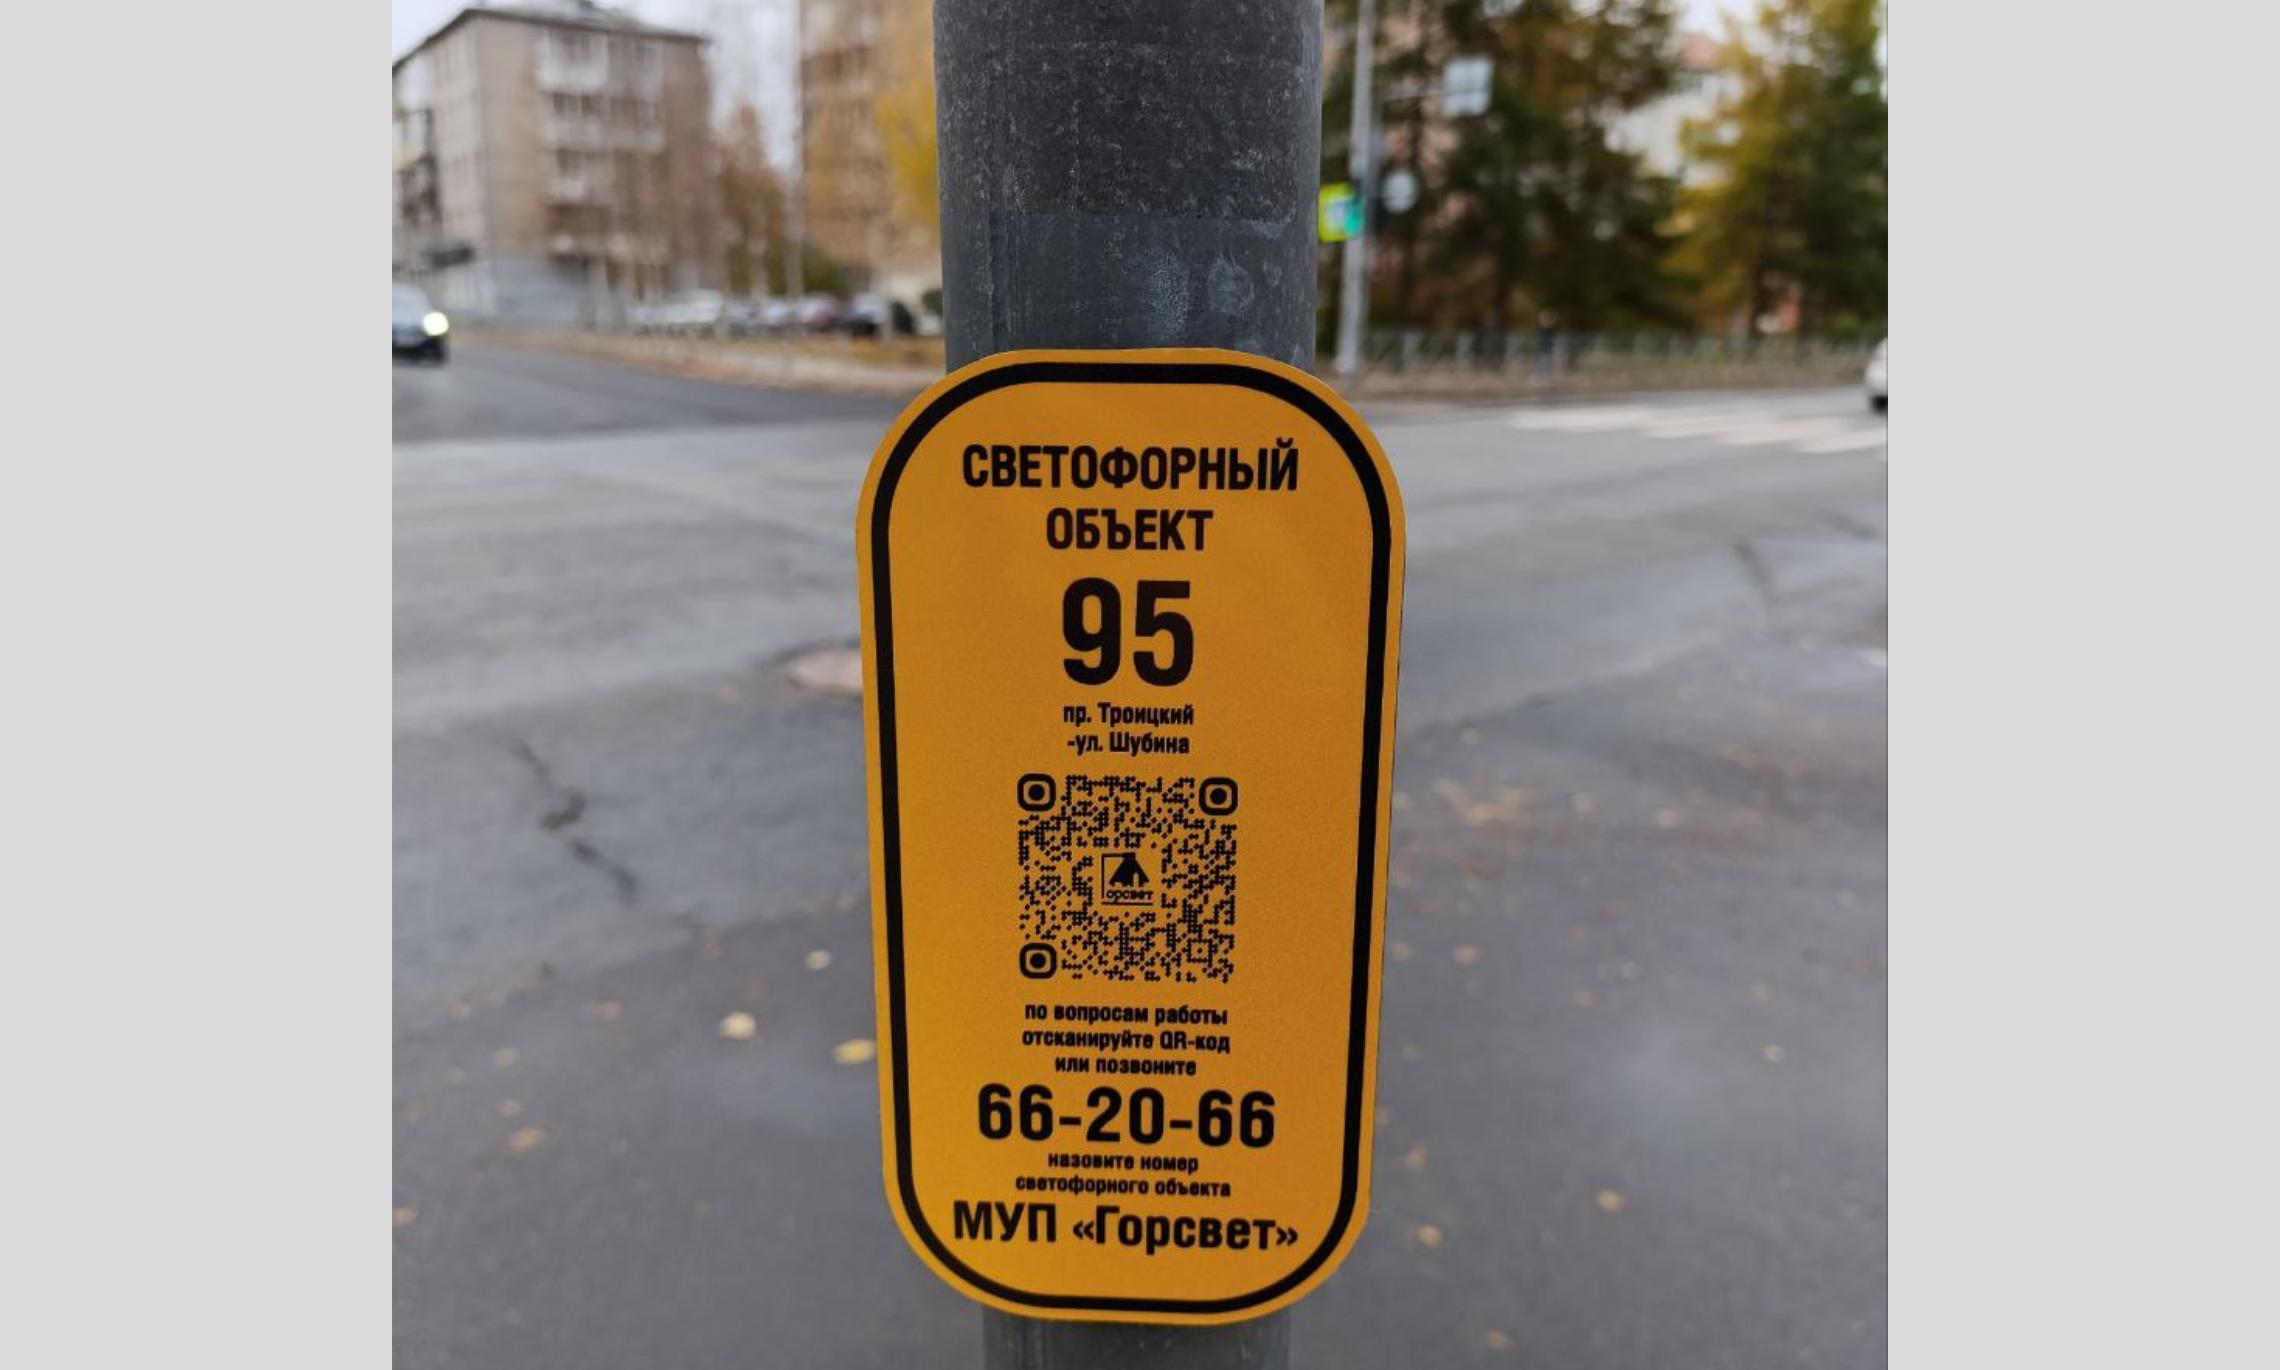 СВЕТОФОРНЫЙ
ОБЪЕКТ
95
пр. Троицкий
-ул. Шубина
орсвет
по вопросам работы
отсканируйте QR-код
или позвоните
66-20-66
назовите номер
светофорного объекта
МУП «Горсвет»